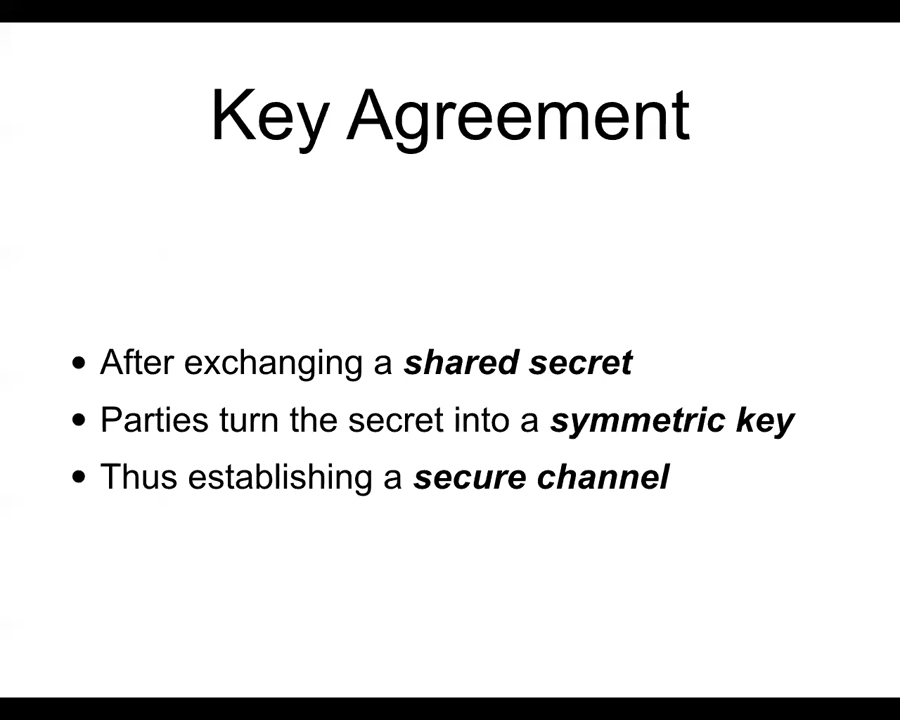 Key Agreement
• After exchanging a shared secret
• Parties turn the secret into a symmetric key
• Thus establishing a secure channel